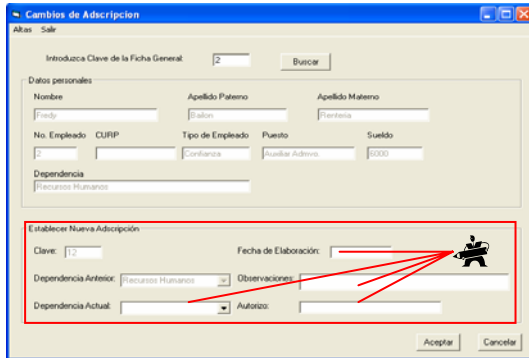 Cambios de Adscripcion
Altas Salir
Introduzca Clave de la Ficha General: 2 Buscar
Datos personales
Nombre Apellido Paterno Apellido Materno
Fredy Bailon Renteria
No. Empleado CURP Tipo de Empleado Puesto Sueldo
2 Confianza Auxiliar Admvo. 6000
Dependencia
Recursos Humanos
Establecer Nueva Adscripción
Clave: 12 Fecha de Elaboración:
Dependencia Anterior: Recursos Humanos Observaciones:
Dependencia Actual: Autorizo:
Aceptar Cancelar